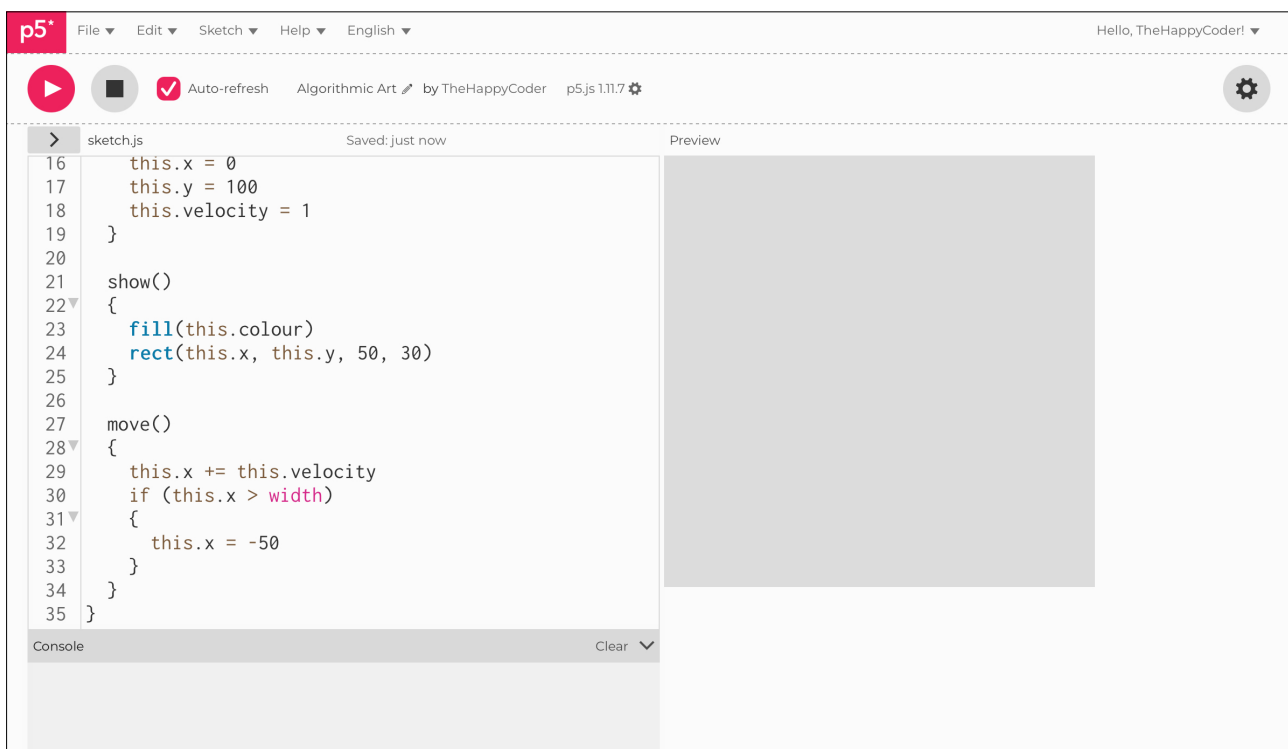 p5* File Edit Sketch Help English Hello, TheHappyCoder!
Auto-refresh Algorithmic Art by TheHappyCoder p5.js 1.11.7
sketch.js Saved: just now Preview
16 this.x = 0
17 this.y = 100
18 this.velocity = 1
19 }
20
21 show()
22 {
23 fill(this.colour)
24 rect(this.x, this.y, 50, 30)
25 }
26
27 move()
28 {
29 this.x += this.velocity
30 if (this.x > width)
31 {
32 this.x = -50
33 }
34 }
35 }
Console Clear